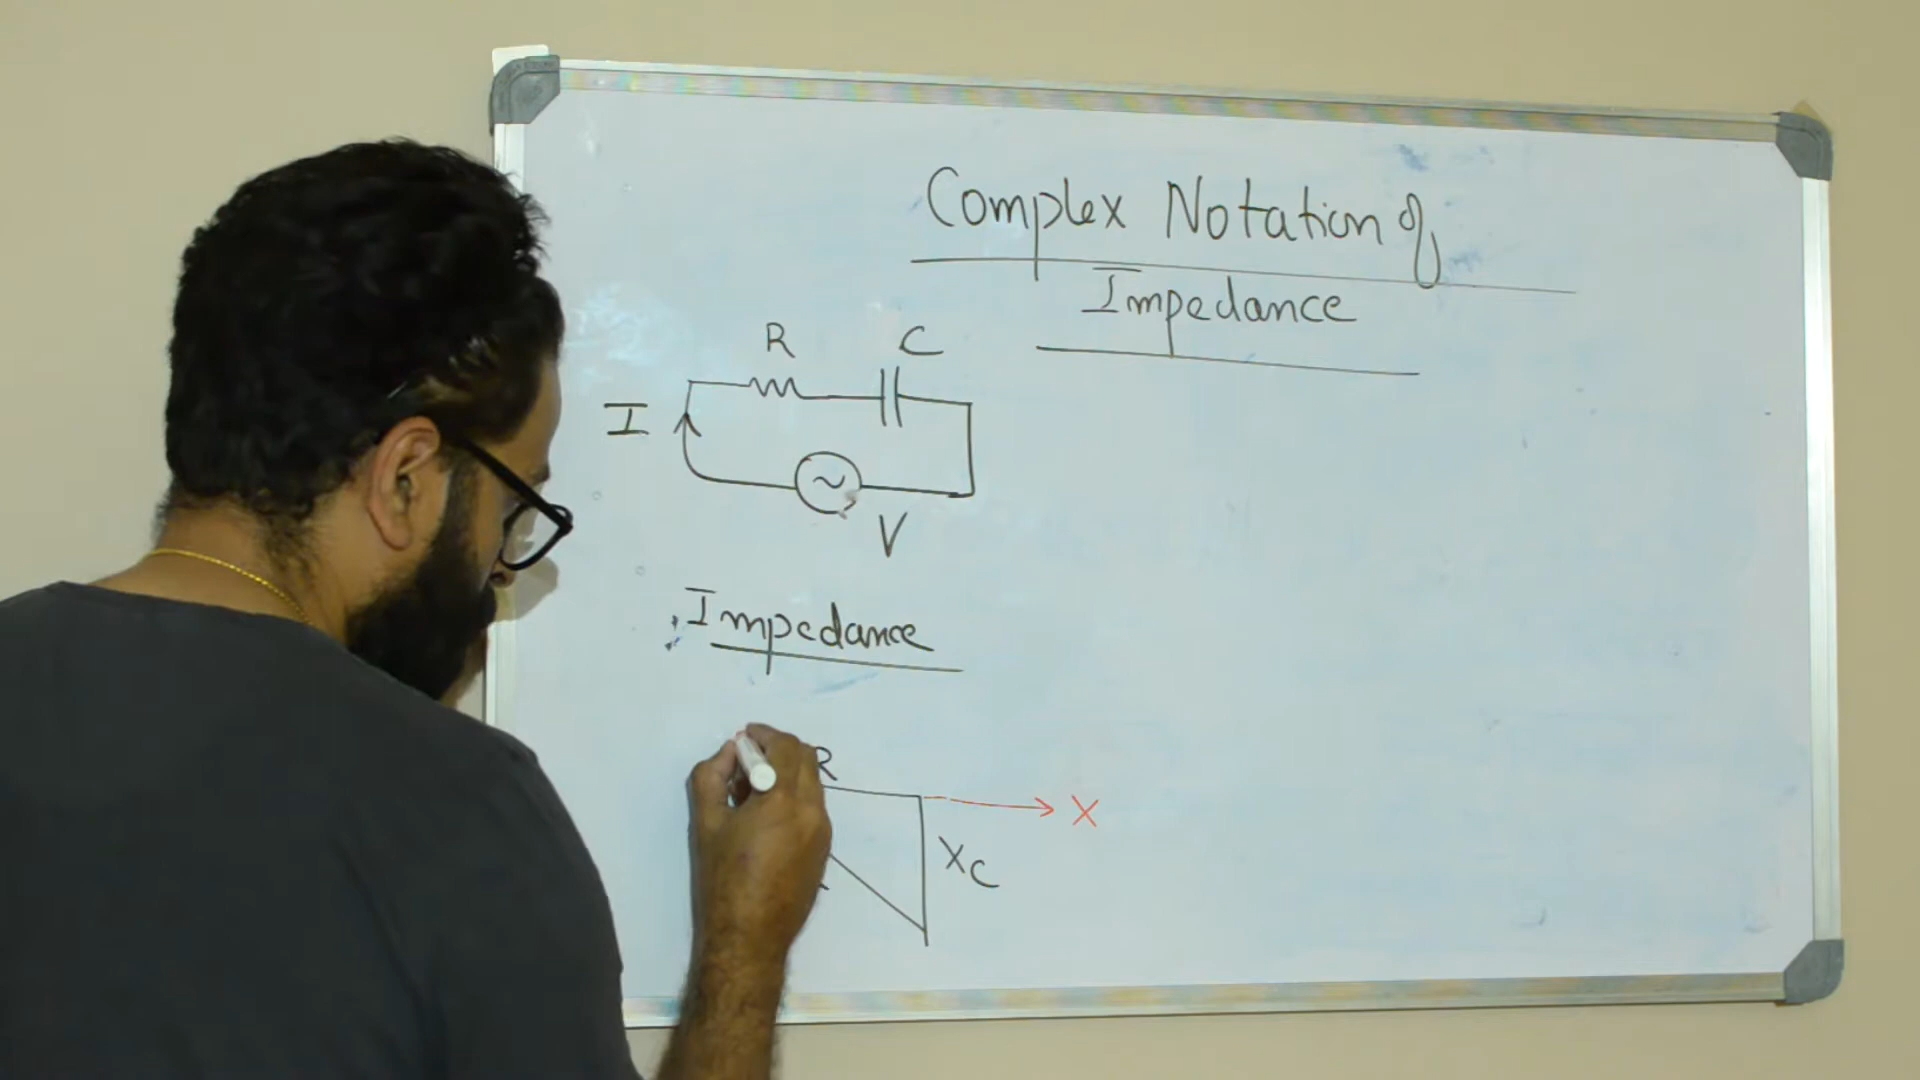 Complex Notation of
Impedance
R C
I
~
V
Impedance
R
X
XC